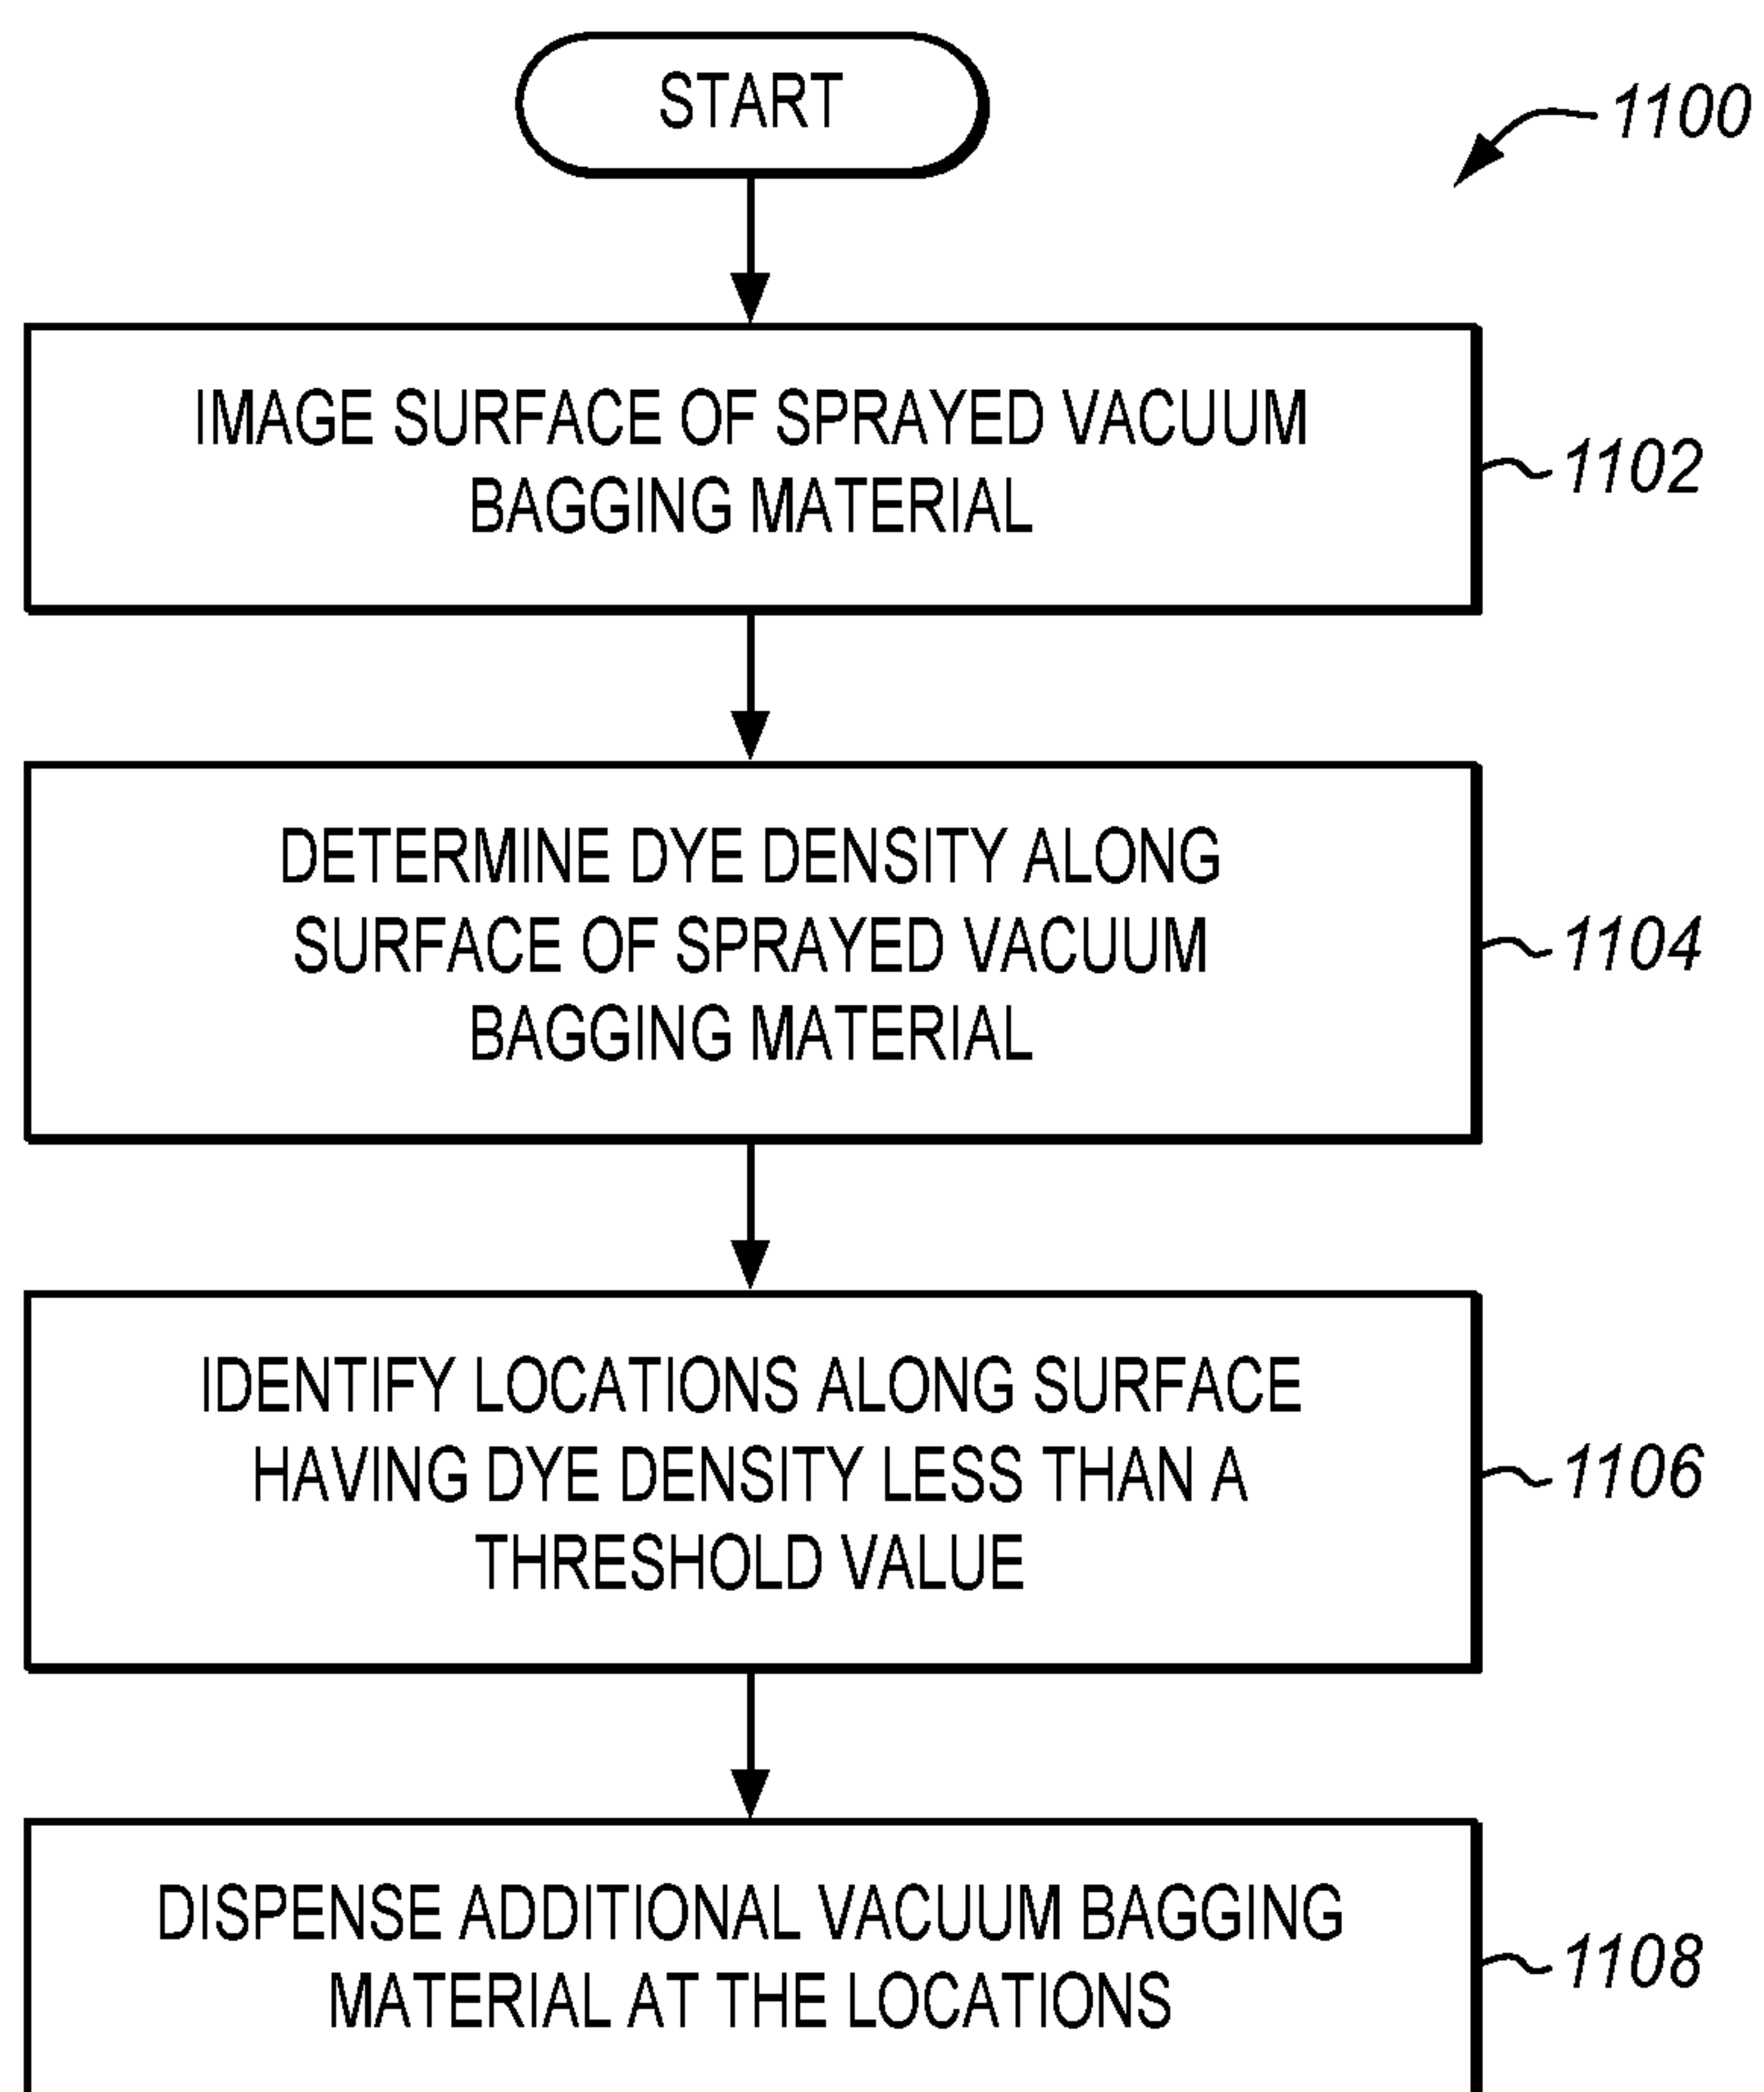 START
1100
IMAGE SURFACE OF SPRAYED VACUUM
BAGGING MATERIAL
1102
DETERMINE DYE DENSITY ALONG
SURFACE OF SPRAYED VACUUM
BAGGING MATERIAL
1104
IDENTIFY LOCATIONS ALONG SURFACE
HAVING DYE DENSITY LESS THAN A
THRESHOLD VALUE
1106
DISPENSE ADDITIONAL VACUUM BAGGING
MATERIAL AT THE LOCATIONS
1108